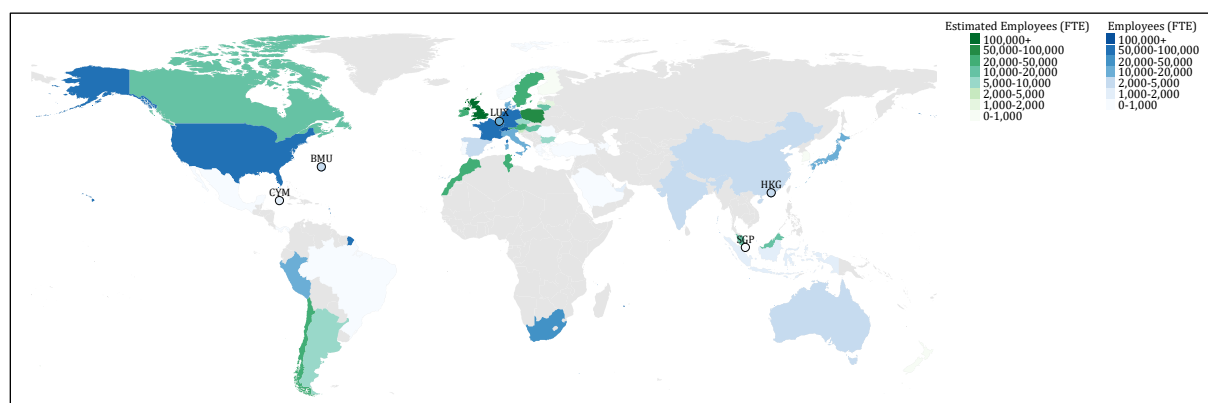 Estimated Employees (FTE)
100,000+
50,000-100,000
20,000-50,000
10,000-20,000
5,000-10,000
2,000-5,000
1,000-2,000
0-1,000
Employees (FTE)
100,000+
50,000-100,000
20,000-50,000
10,000-20,000
2,000-5,000
1,000-2,000
0-1,000
LUX
BMU
CYM
HKG
SGP